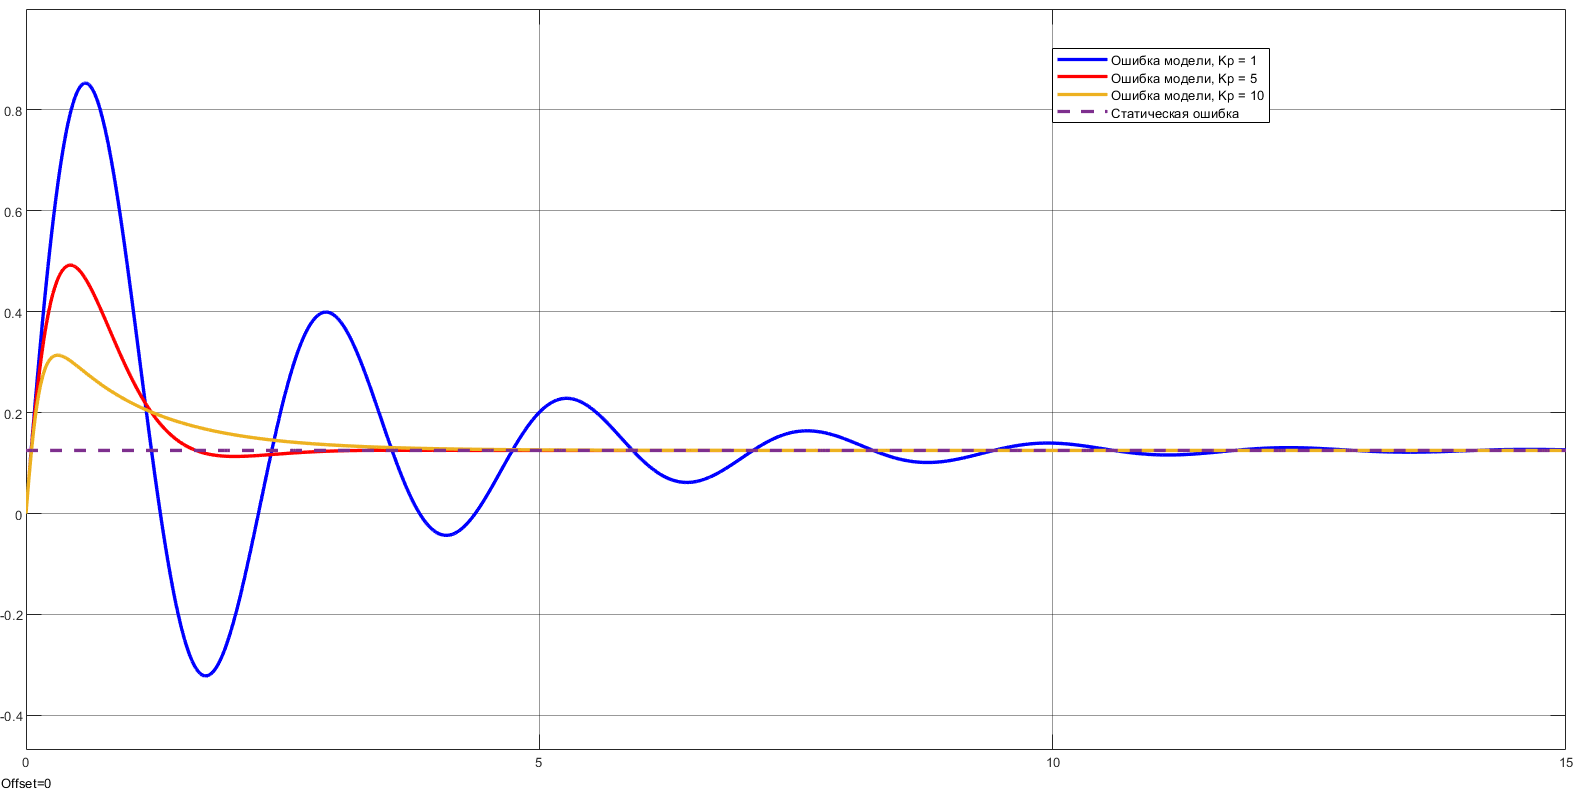 Ошибка модели, Kp = 1
Ошибка модели, Kp = 5
Ошибка модели, Kp = 10
Статическая ошибка
0.8
0.6
0.4
0.2
0
-0.2
-0.4
0 5 10 15
Offset=0